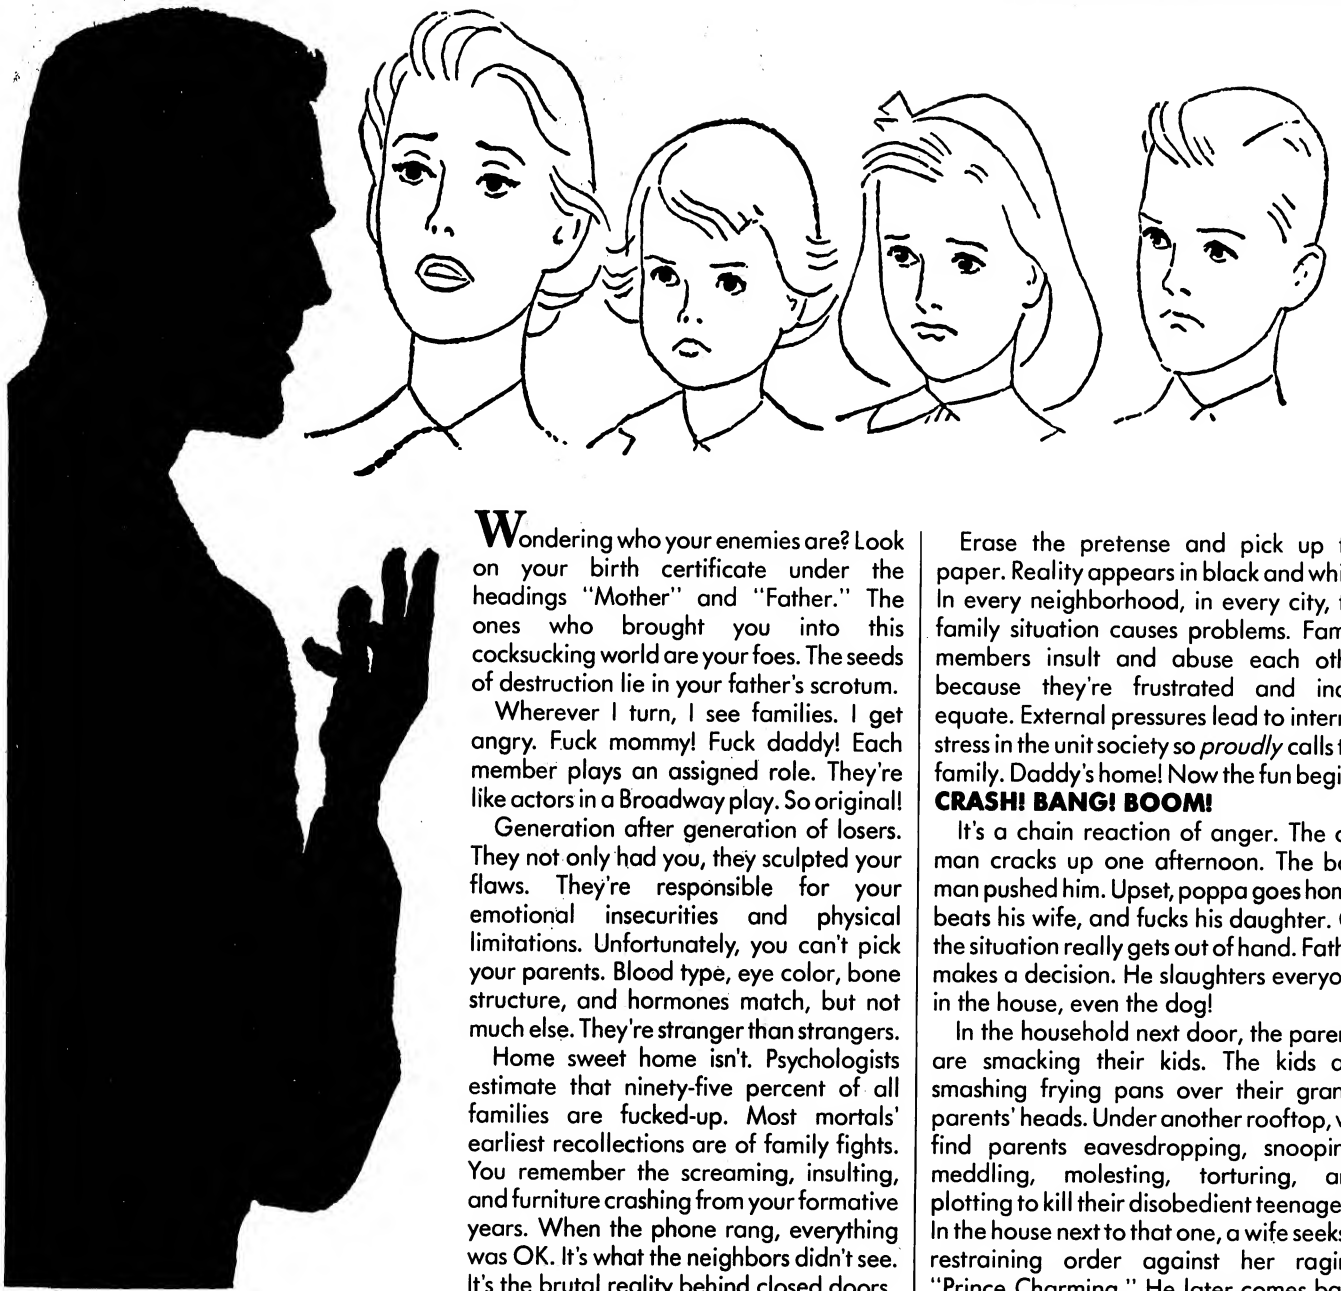 Wondering who your enemies are? Look
on your birth certificate under the
headings "Mother" and "Father." The
ones who brought you into this
cocksucking world are your foes. The seeds
of destruction lie in your father's scrotum.
Wherever I turn, I see families. I get
angry. Fuck mommy! Fuck daddy! Each
member plays an assigned role. They're
like actors in a Broadway play. So original!
Generation after generation of losers.
They not only had you, they sculpted your
flaws. They're responsible for your
emotional insecurities and physical
limitations. Unfortunately, you can't pick
your parents. Blood type, eye color, bone
structure, and hormones match, but not
much else. They're stranger than strangers.
Home sweet home isn't. Psychologists
estimate that ninety-five percent of all
families are fucked-up. Most mortals'
earliest recollections are of family fights.
You remember the screaming, insulting,
and furniture crashing from your formative
years. When the phone rang, everything
was OK. It's what the neighbors didn't see.
It's the brutal reality behind closed doors.
Erase the pretense and pick up
paper. Reality appears in black and whi
In every neighborhood, in every city,
family situation causes problems. Fam
members insult and abuse each oth
because they're frustrated and inad
equate. External pressures lead to intern
stress in the unit society so proudly calls
family. Daddy's home! Now the fun begi
CRASH! BANG! BOOM!
It's a chain reaction of anger. The
man cracks up one afternoon. The
man pushed him. Upset, poppa goes hom
beats his wife, and fucks his daughter.
the situation really gets out of hand. Fath
makes a decision. He slaughters everyo
in the house, even the dog!
In the household next door, the paren
are smacking their kids. The kids
smashing frying pans over their gran
parents' heads. Under another rooftop,
find parents eavesdropping, snoopin
meddling, molesting, torturing,
plotting to kill their disobedient teenage
In the house next to that one, a wife seeks
restraining order against her ragin
"Prince Charming." He later comes ba